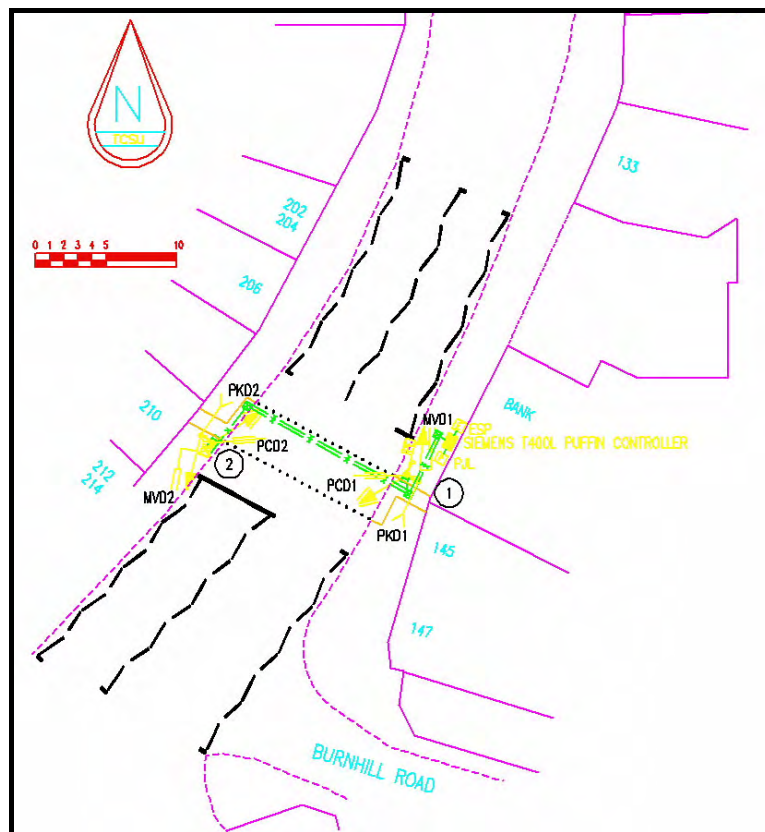 N
TCSU
133
202
204
0 1 2 3 4 5 10
206
PKD2
210
BANK
MVD1
ESP
SIEMENS T400L PUFFIN CONTROLLER
PCD2
PJL
212
214
2
MVD2
PCD1
1
PKD1
145
147
BURNHILL ROAD